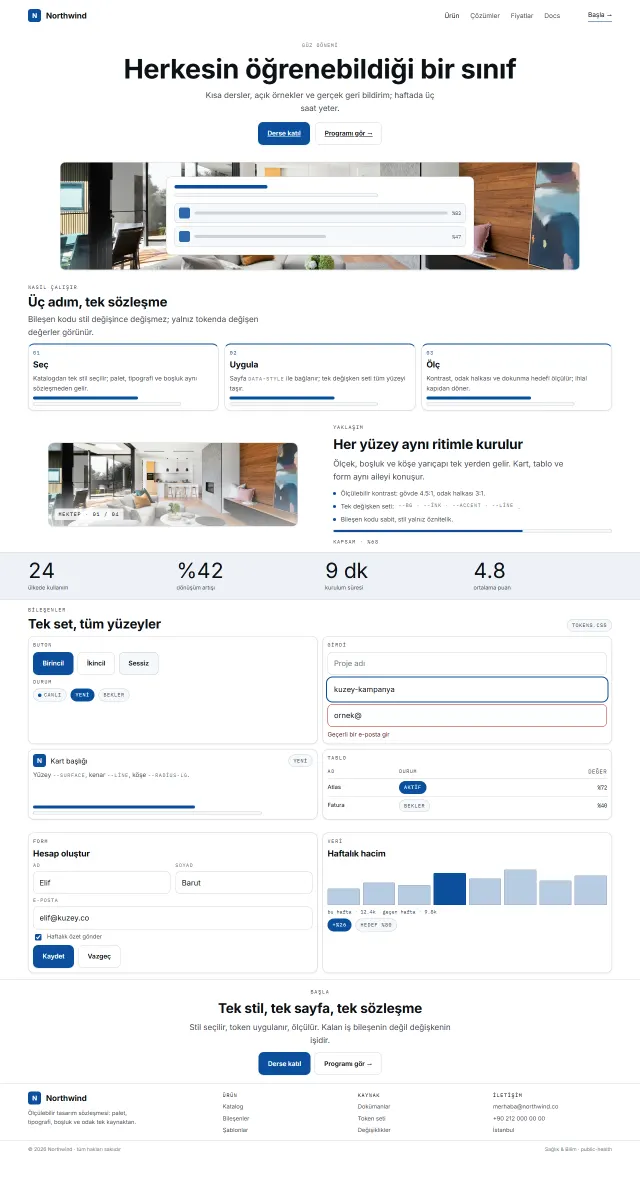 N Northwind
Ürün Çözümler Fiyatlar Docs Başla →
GÜZ DÖNEMİ
Herkesin öğrenebildiği bir sınıf
Kısa dersler, açık örnekler ve gerçek geri bildirim; haftada üç
saat yeter.
Derse katıl Programı gör →
%82
%47
NASIL ÇALIŞIR
Üç adım, tek sözleşme
Bileşen kodu stil değişince değişmez; yalnız tokenda değişen
değerler görünür.
01
Seç
Katalogdan tek stil seçilir; palet, tipografi ve boşluk aynı
sözleşmeden gelir.
02
Uygula
Sayfa DATA-STYLE ile bağlanır; tek değişken seti tüm yüzeyi
taşır.
03
Ölç
Kontrast, odak halkası ve dokunma hedefi ölçülür; ihlal
kapıdan döner.
MEKTEP · 01 / 04
YAKLAŞIM
Her yüzey aynı ritimle kurulur
Ölçek, boşluk ve köşe yarıçapı tek yerden gelir. Kart, tablo ve
form aynı aileyi konuşur.
Ölçülebilir kontrast: gövde 4.5:1, odak halkası 3:1.
Tek değişken seti: --BG · --INK · --ACCENT · --LINE .
Bileşen kodu sabit, stil yalnız öznitelik.
KAPSAM · %68
24
ülkede kullanım
%42
dönüşüm artışı
9 dk
kurulum süresi
4.8
ortalama puan
BİLEŞENLER
Tek set, tüm yüzeyler
TOKENS.CSS
BUTON
Birincil İkincil Sessiz
DURUM
CANLI YENİ BEKLER
GİRDİ
Proje adı
kuzey-kampanya
ornek@
Geçerli bir e-posta gir
N Kart başlığı YENİ
Yüzey --SURFACE, kenar --LINE, köşe --RADIUS-LG.
TABLO
AD DURUM DEĞER
Atlas AKTİF %72
Fatura BEKLER %40
FORM
Hesap oluştur
AD SOYAD
Elif Barut
E-POSTA
elif@kuzey.co
Haftalık özet gönder
Kaydet Vazgeç
VERİ
Haftalık hacim
bu hafta · 12.4k geçen hafta · 9.8k
+%26 HEDEF %80
BAŞLA
Tek stil, tek sayfa, tek sözleşme
Stil seçilir, token uygulanır, ölçülür. Kalan iş bileşenin değil değişkenin
işidir.
Derse katıl Programı gör →
N Northwind
Ölçülebilir tasarım sözleşmesi: palet,
tipografi, boşluk ve odak tek kaynaktan.
ÜRÜN
Katalog
Bileşenler
Şablonlar
KAYNAK
Dokümanlar
Token seti
Değişiklikler
İLETİŞİM
merhaba@northwind.co
+90 212 000 00 00
İstanbul
© 2026 Northwind · tüm hakları saklıdır
Sağlık & Bilim · public-health